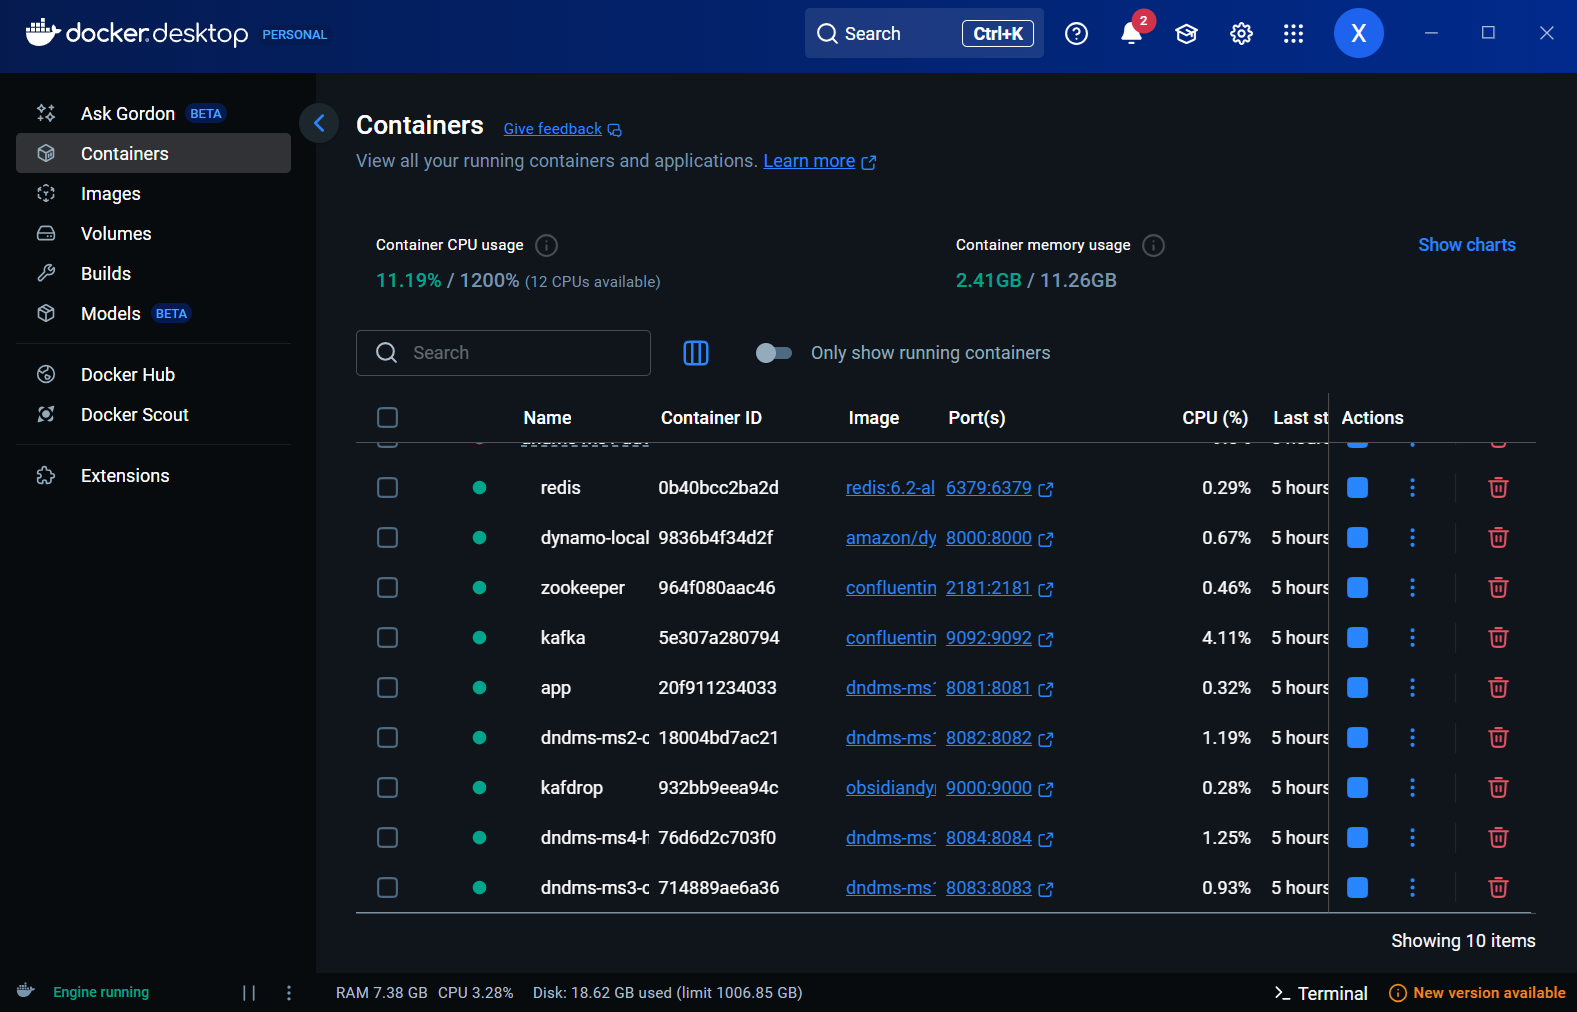 docker.desktop PERSONAL
Search Ctrl+K
2
X
Ask Gordon BETA
Containers
Images
Volumes
Builds
Models BETA
Docker Hub
Docker Scout
Extensions
Containers Give feedback
View all your running containers and applications. Learn more
Container CPU usage
11.19% / 1200% (12 CPUs available)
Container memory usage
2.41GB / 11.26GB
Show charts
Search
Only show running containers
Name Container ID Image Port(s) CPU (%) Last st Actions
redis 0b40bcc2ba2d redis:6.2-al 6379:6379 0.29% 5 hours
dynamo-local 9836b4f34d2f amazon/dy 8000:8000 0.67% 5 hours
zookeeper 964f080aac46 confluentin 2181:2181 0.46% 5 hours
kafka 5e307a280794 confluentin 9092:9092 4.11% 5 hours
app 20f911234033 dndms-ms1 8081:8081 0.32% 5 hours
dndms-ms2-c 18004bd7ac21 dndms-ms1 8082:8082 1.19% 5 hours
kafdrop 932bb9eea94c obsidiandy 9000:9000 0.28% 5 hours
dndms-ms4-h 76d6d2c703f0 dndms-ms1 8084:8084 1.25% 5 hours
dndms-ms3-c 714889ae6a36 dndms-ms1 8083:8083 0.93% 5 hours
Showing 10 items
Engine running
RAM 7.38 GB CPU 3.28% Disk: 18.62 GB used (limit 1006.85 GB)
Terminal
New version available